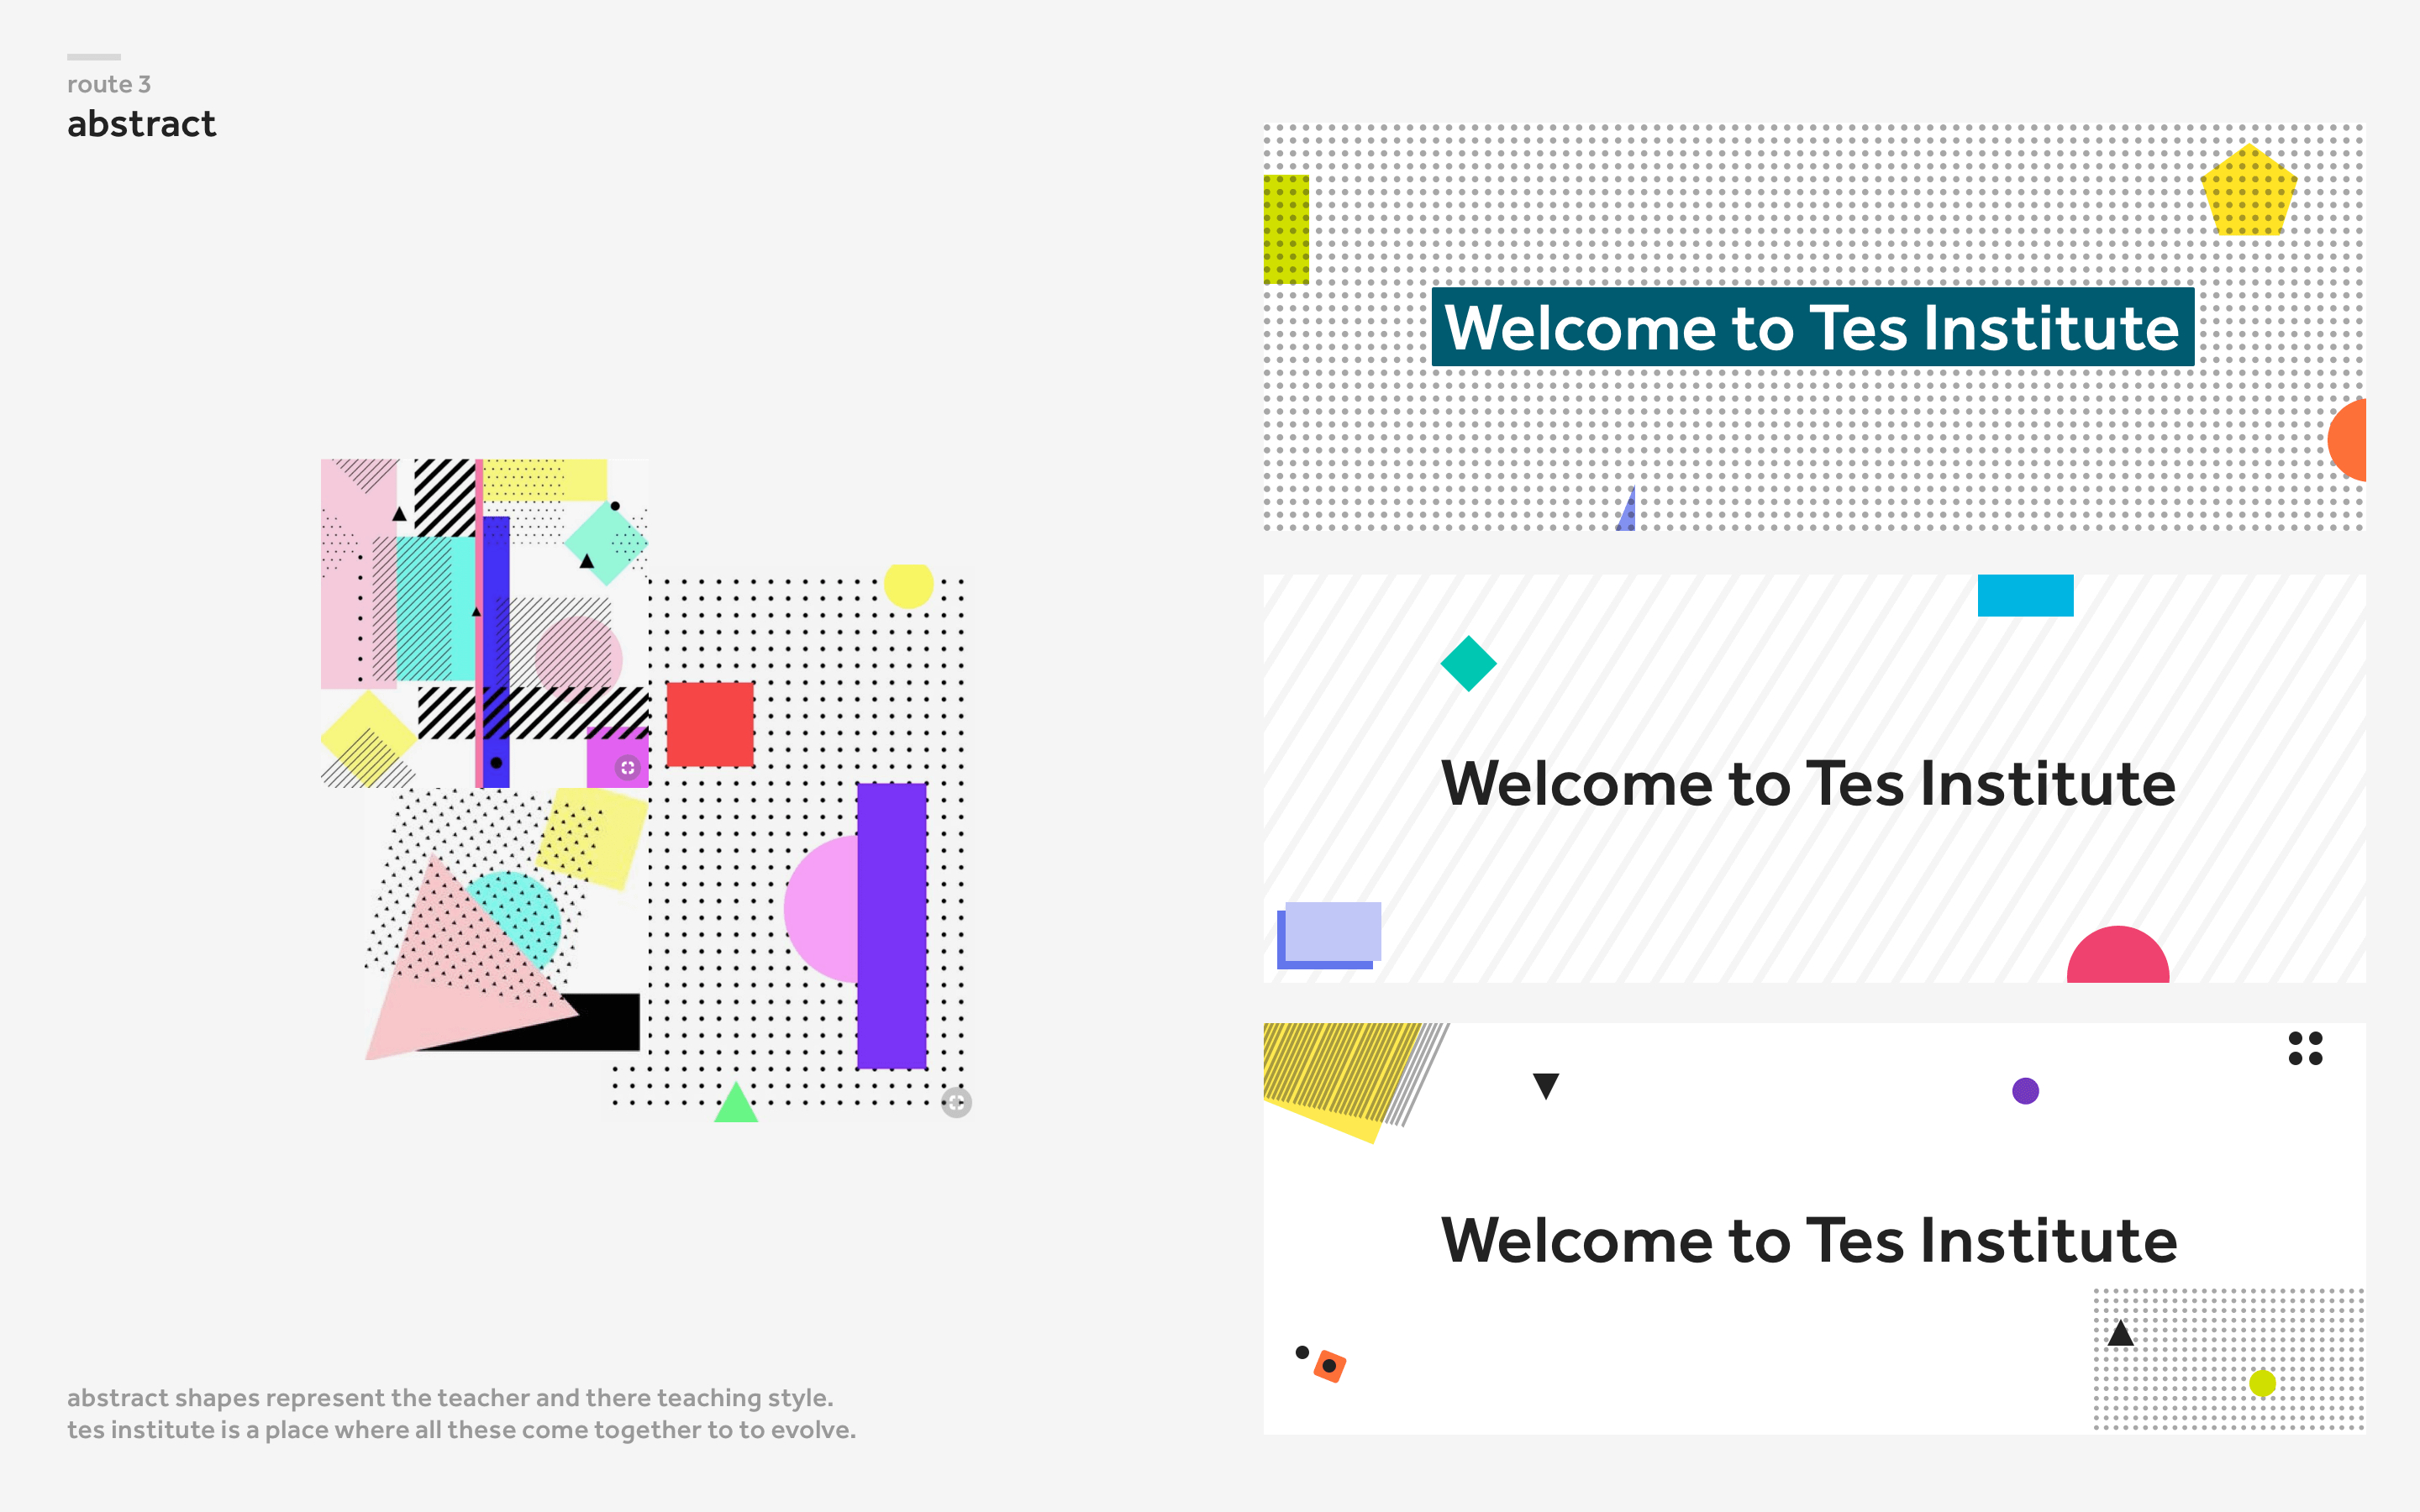 route 3
abstract
Welcome to Tes Institute
Welcome to Tes Institute
Welcome to Tes Institute
abstract shapes represent the teacher and there teaching style.
tes institute is a place where all these come together to to evolve.